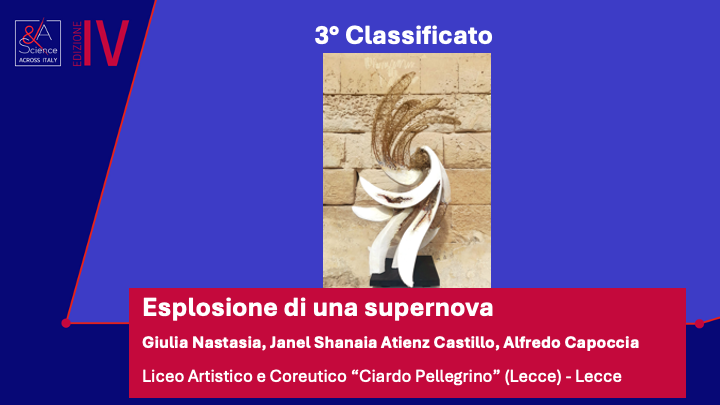 &A
Science
ACROSS ITALY
EDIZIONE
IV
3° Classificato
Esplosione di una supernova
Giulia Nastasia, Janel Shanaia Atienz Castillo, Alfredo Capoccia
Liceo Artistico e Coreutico “Ciardo Pellegrino” (Lecce) - Lecce